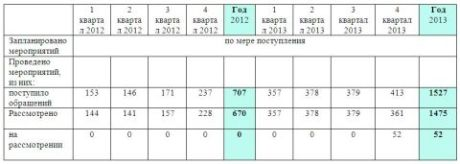 1 квартал 2012 2 квартал 2012 3 квартал 2012 4 квартал 2012 Год 2012 1 квартал 2013 2 квартал 2013 3 квартал 2013 4 квартал 2013 Год 2013
Запланировано мероприятий по мере поступления
Проведено мероприятий, из них:
поступило обращений 153 146 171 237 707 357 378 379 413 1527
Рассмотрено 144 141 157 228 670 357 378 379 361 1475
на рассмотрении 0 0 0 0 0 0 0 0 52 52